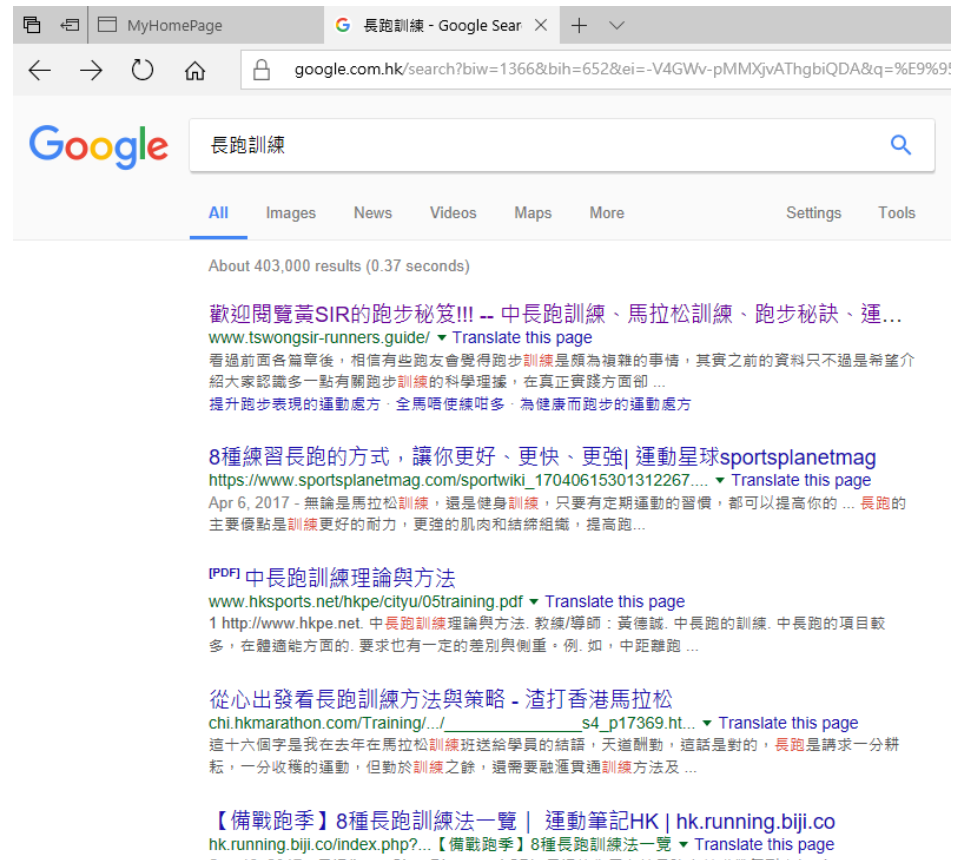 MyHomePage
長跑訓練 - Google Sear
google.com.hk/search?biw=1366&bih=652&ei=-V4GWv-pMMXjvAThgbiQDA&q=%E9%95
Google
長跑訓練
All Images News Videos Maps More Settings Tools
About 403,000 results (0.37 seconds)
歡迎閱覽黃SIR的跑步秘笈!!! -- 中長跑訓練、馬拉松訓練、跑步秘訣、運...
www.tswongsir-runners.guide/ ▾ Translate this page
看過前面各篇章後，相信有些跑友會覺得跑步訓練是頗為複雜的事情，其實之前的資料只不過是希望介
紹大家認識多一點有關跑步訓練的科學理據，在真正實踐方面卻 ...
提升跑步表現的運動處方 · 全馬唔使練咁多 · 為健康而跑步的運動處方
8種練習長跑的方式，讓你更好、更快、更強| 運動星球sportsplanetmag
https://www.sportsplanetmag.com/sportwiki_17040615301312267.... ▾ Translate this page
Apr 6, 2017 - 無論是馬拉松訓練，還是健身訓練，只要有定期運動的習慣，都可以提高你的 ... 長跑的
主要優點是訓練更好的耐力，更強的肌肉和結締組織，提高跑...
[PDF] 中長跑訓練理論與方法
www.hksports.net/hkpe/cityu/05training.pdf ▾ Translate this page
1 http://www.hkpe.net. 中長跑訓練理論與方法. 教練/導師：黃德誠. 中長跑的訓練. 中長跑的項目較
多，在體適能方面的. 要求也有一定的差別與側重。例. 如，中距離跑 ...
從心出發看長跑訓練方法與策略 - 渣打香港馬拉松
chi.hkmarathon.com/Training/.../_______________s4_p17369.ht... ▾ Translate this page
這十六個字是我在去年在馬拉松訓練班送給學員的結語，天道酬勤，這話是對的，長跑是講求一分耕
耘，一分收穫的運動，但勤於訓練之餘，還需要融滙貫通訓練方法及 ...
【備戰跑季】8種長跑訓練法一覽｜ 運動筆記HK | hk.running.biji.co
hk.running.biji.co/index.php?...【備戰跑季】8種長跑訓練法一覽 ▾ Translate this page